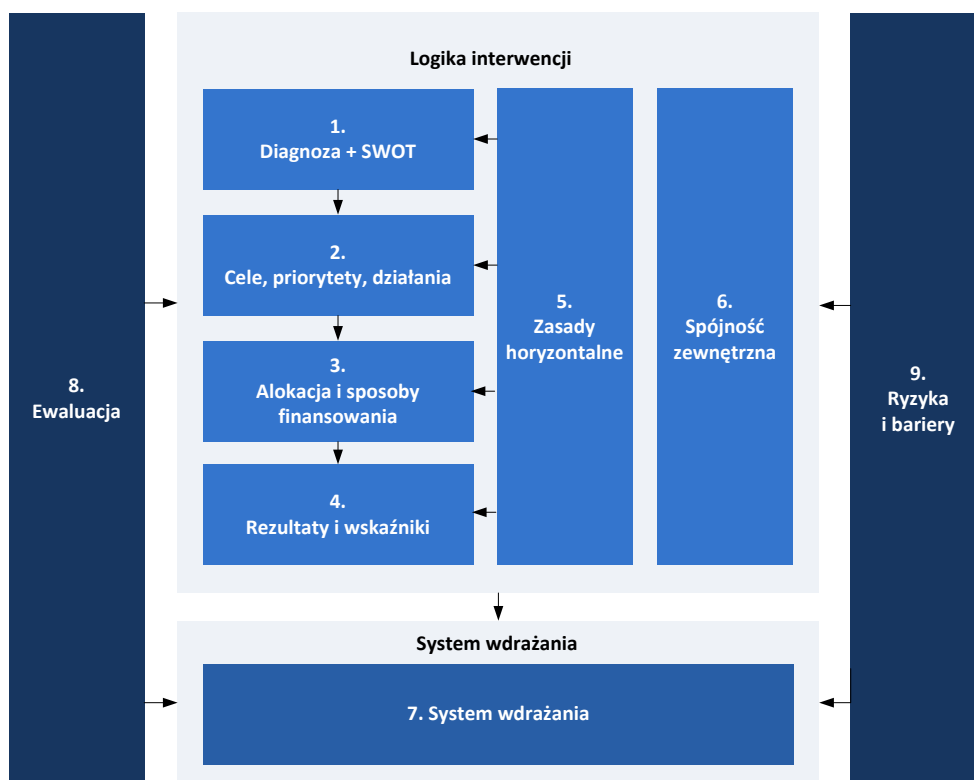 Logika interwencji
1.
Diagnoza + SWOT
2.
Cele, priorytety, działania
3.
Alokacja i sposoby
finansowania
4.
Rezultaty i wskaźniki
5.
Zasady
horyzontalne
6.
Spójność
zewnętrzna
8.
Ewaluacja
9.
Ryzyka
i bariery
System wdrażania
7. System wdrażania